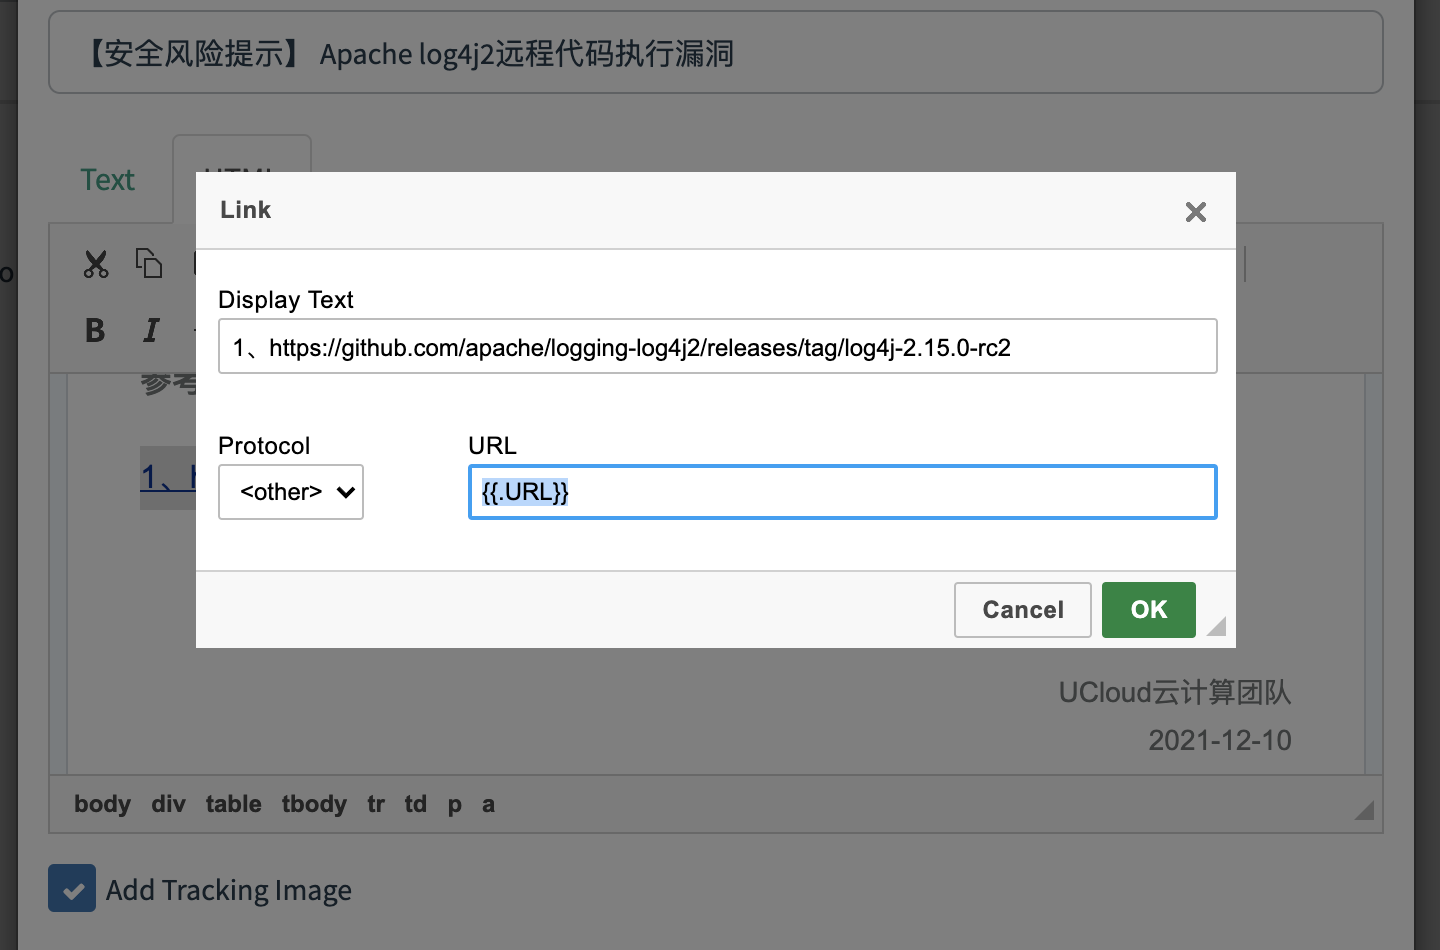 【安全风险提示】 Apache log4j2远程代码执行漏洞
Text
Link
Display Text
1、https://github.com/apache/logging-log4j2/releases/tag/log4j-2.15.0-rc2
B I
参考
Protocol URL
<other> {{.URL}}
1、h
Cancel OK
UCloud云计算团队
2021-12-10
body div table tbody tr td p a
Add Tracking Image